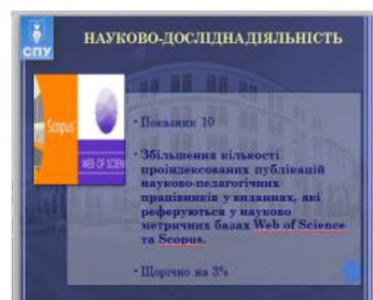 НАУКОВО-ДОСЛІДНА ДІЯЛЬНІСТЬ
СПУ
Scopus
WEB OF SCIEN
• Показник 10
• Збільшення кількості
проіндексованих публікацій
науково-педагогічних
працівників у виданнях, які
реферуються у науково
метричних базах Web of Science
та Scopus.
• Щорічно на 3%